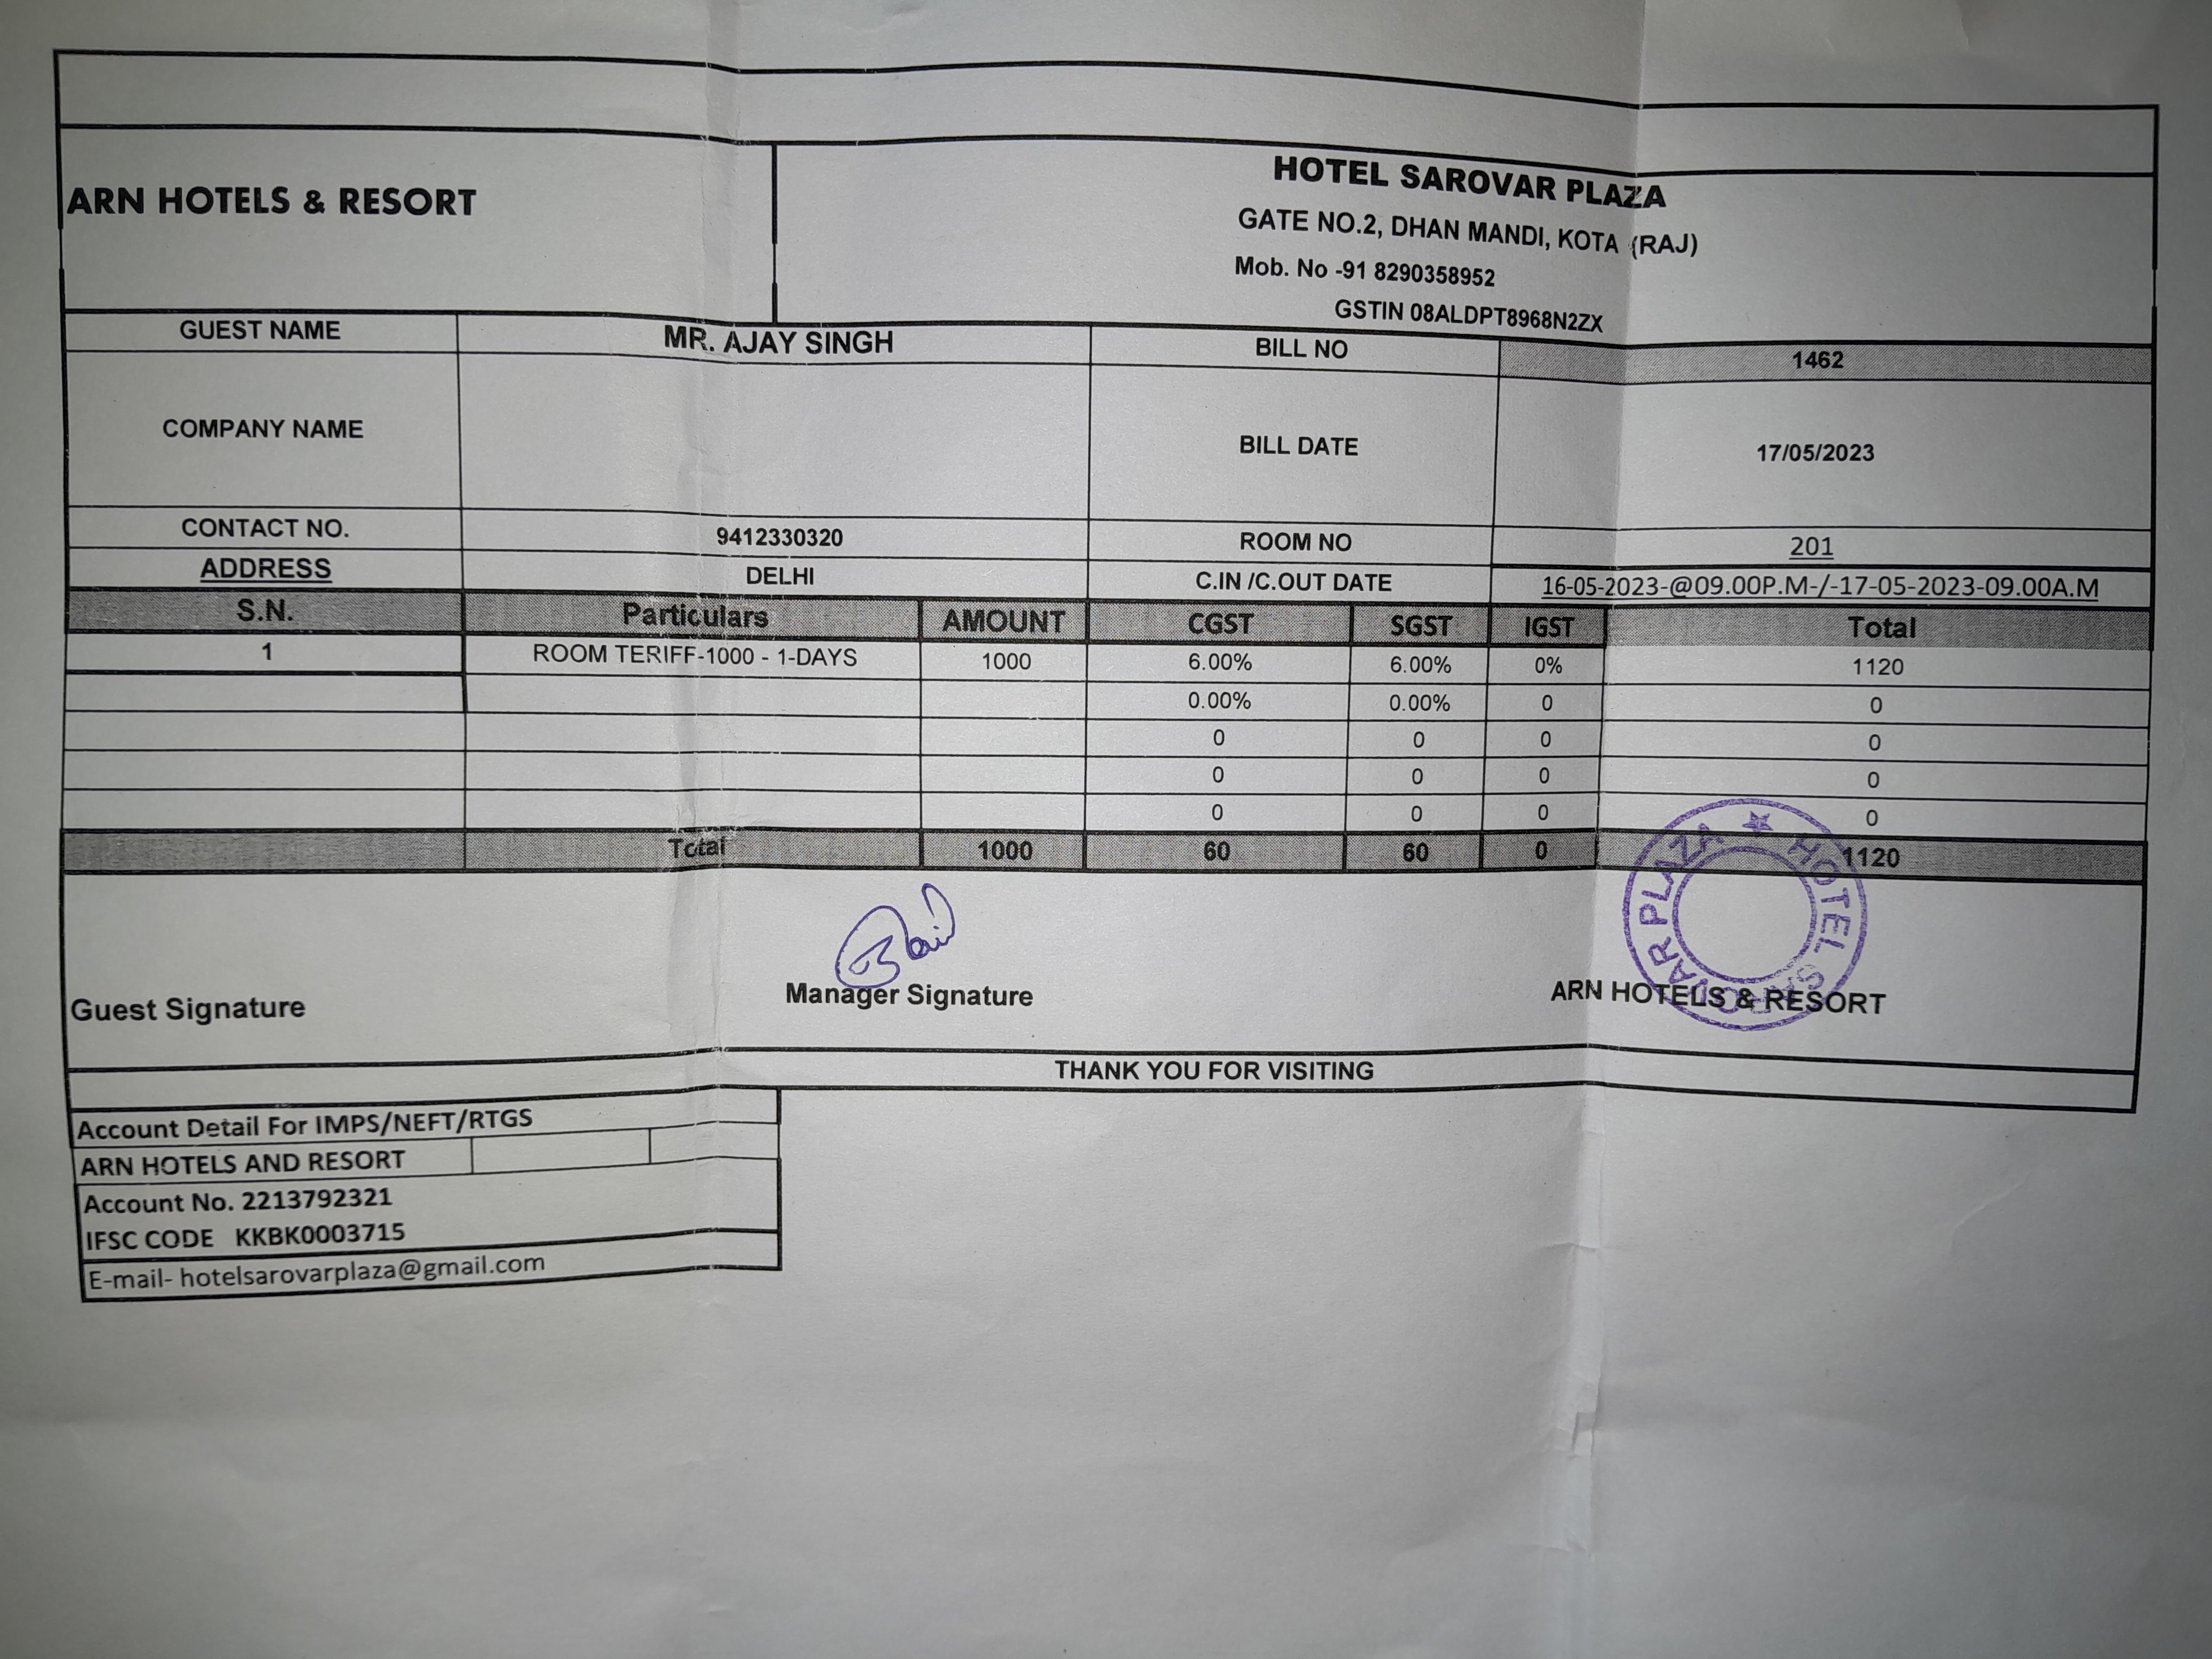 ARN HOTELS & RESORT
HOTEL SAROVAR PLAZA
GATE NO.2, DHAN MANDI, KOTA (RAJ)
Mob. No -91 8290358952
GSTIN 08ALDPT8968N2ZX
GUEST NAME MR. AJAY SINGH BILL NO 1462
COMPANY NAME BILL DATE 17/05/2023
CONTACT NO. 9412330320 ROOM NO 201
ADDRESS DELHI C.IN /C.OUT DATE 16-05-2023-@09.00P.M-/-17-05-2023-09.00A.M
S.N. Particulars AMOUNT CGST SGST IGST Total
1 ROOM TERIFF-1000 - 1-DAYS 1000 6.00% 6.00% 0% 1120
0.00% 0.00% 0 0
0 0 0 0
0 0 0 0
0 0 0 0
Total 1000 60 60 0 1120
HOTEL SAROVAR PLAZA
Guest Signature Manager Signature ARN HOTELS & RESORT
THANK YOU FOR VISITING
Account Detail For IMPS/NEFT/RTGS
ARN HOTELS AND RESORT
Account No. 2213792321
IFSC CODE KKBK0003715
E-mail- hotelsarovarplaza@gmail.com